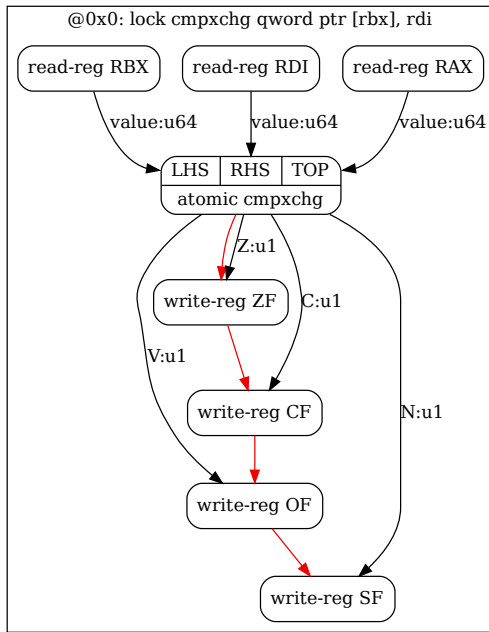 @0x0: lock cmpxchg qword ptr [rbx], rdi
read-reg RBX
read-reg RDI
read-reg RAX
value:u64
value:u64
value:u64
LHS
RHS
TOP
atomic cmpxchg
Z:u1
write-reg ZF
C:u1
V:u1
write-reg CF
N:u1
write-reg OF
write-reg SF